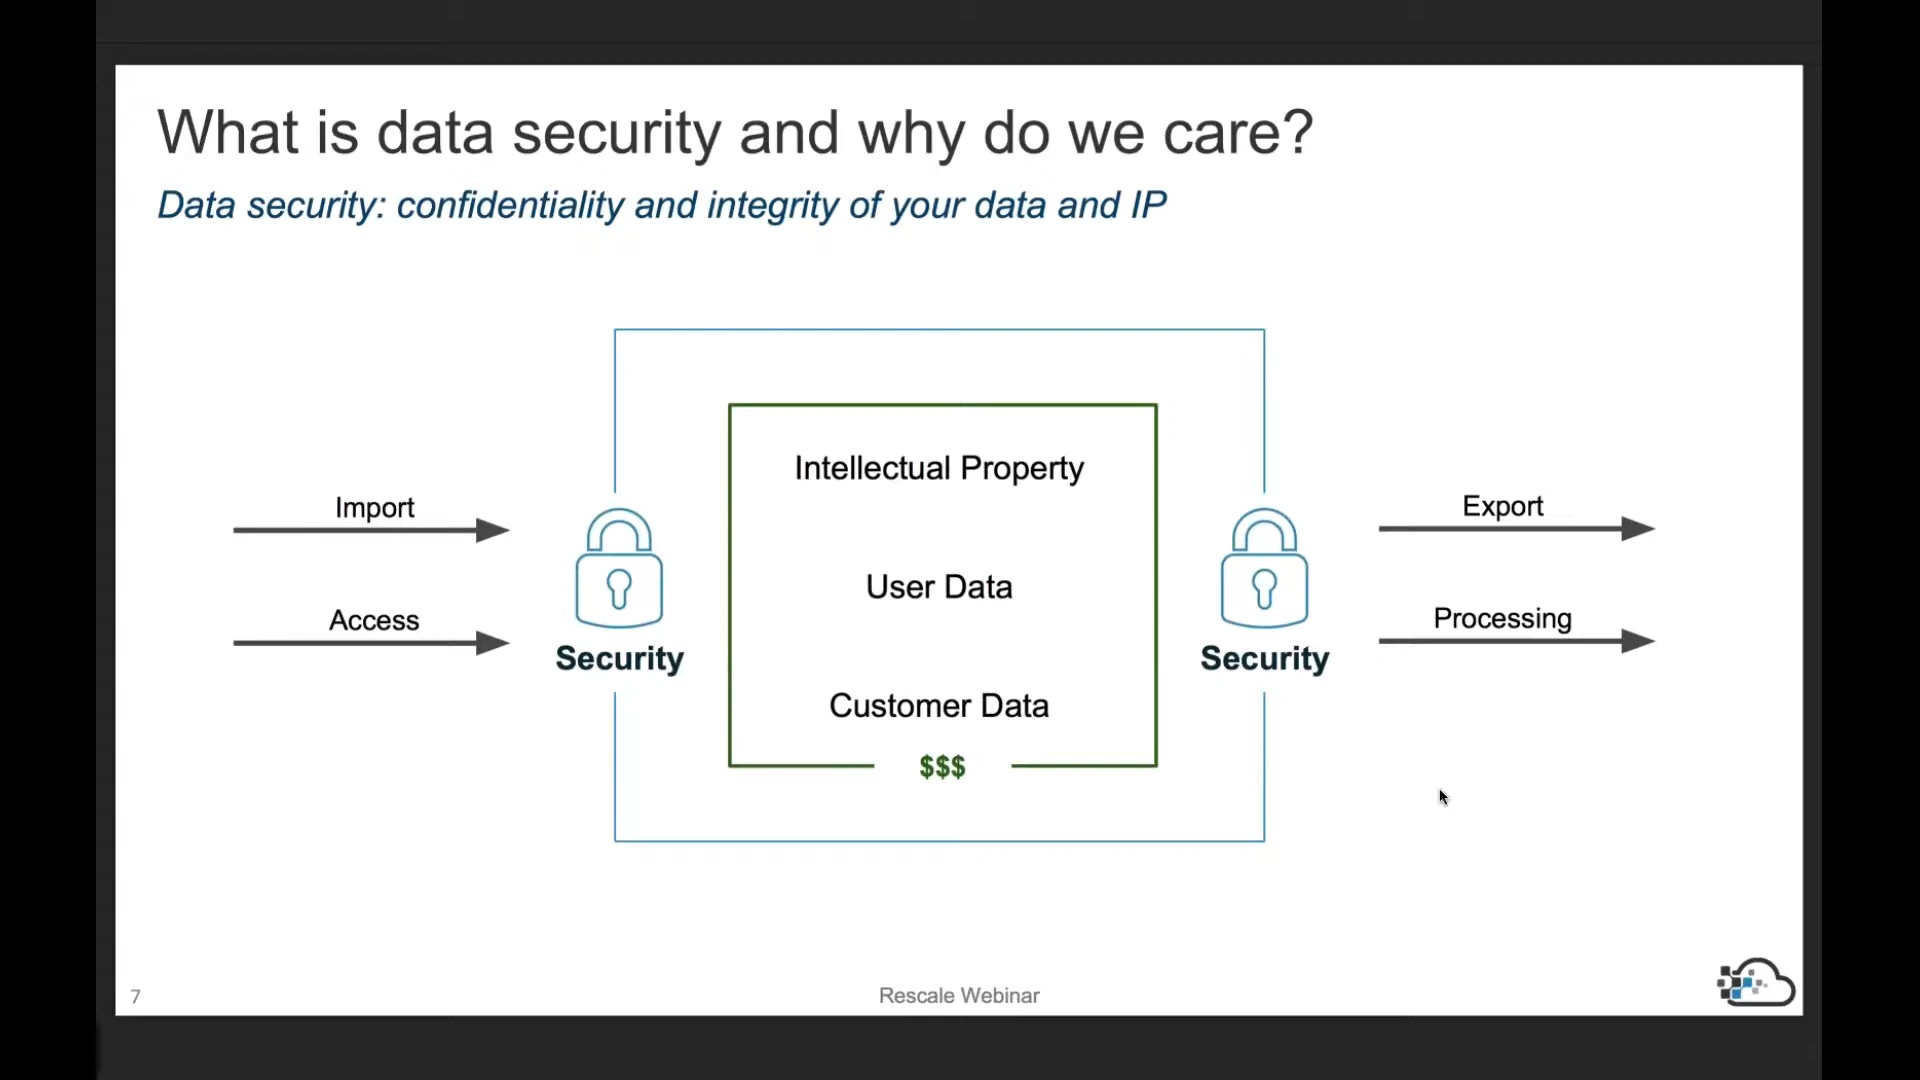 What is data security and why do we care?
Data security: confidentiality and integrity of your data and IP
Import
Access
Security
Intellectual Property
User Data
Customer Data
$$$
Security
Export
Processing
7
Rescale Webinar